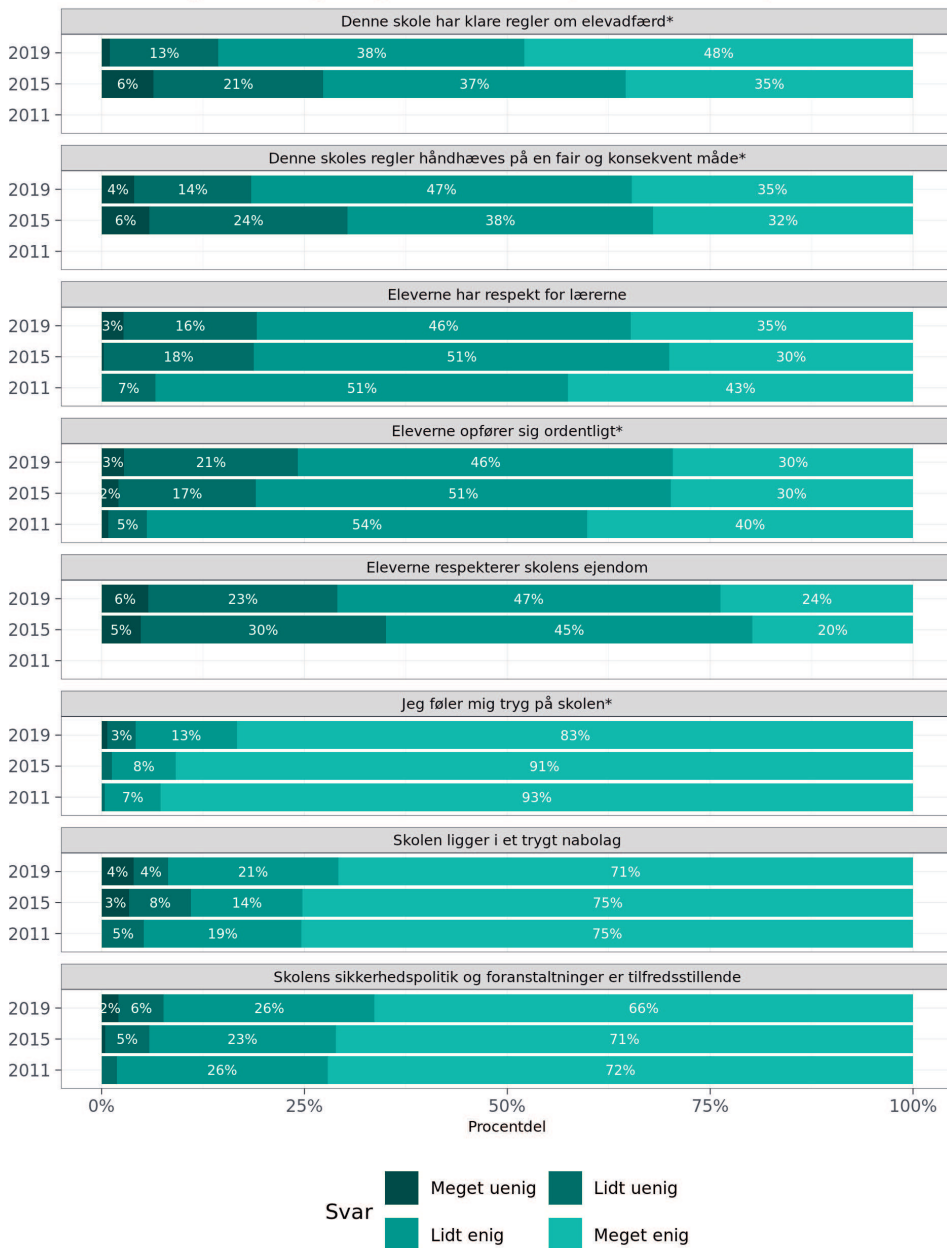 Denne skole har klare regler om elevadfærd*
2019 13% 38% 48%
2015 6% 21% 37% 35%
2011
Denne skoles regler håndhæves på en fair og konsekvent måde*
2019 4% 14% 47% 35%
2015 6% 24% 38% 32%
2011
Eleverne har respekt for lærerne
2019 3% 16% 46% 35%
2015 18% 51% 30%
2011 7% 51% 43%
Eleverne opfører sig ordentligt*
2019 3% 21% 46% 30%
2015 2% 17% 51% 30%
2011 5% 54% 40%
Eleverne respekterer skolens ejendom
2019 6% 23% 47% 24%
2015 5% 30% 45% 20%
2011
Jeg føler mig tryg på skolen*
2019 3% 13% 83%
2015 8% 91%
2011 7% 93%
Skolen ligger i et trygt nabolag
2019 4% 4% 21% 71%
2015 3% 8% 14% 75%
2011 5% 19% 75%
Skolens sikkerhedspolitik og foranstaltninger er tilfredsstillende
2019 2% 6% 26% 66%
2015 5% 23% 71%
2011 26% 72%
0% 25% 50% 75% 100%
Procentdel
Svar
Meget uenig Lidt uenig
Lidt enig Meget enig